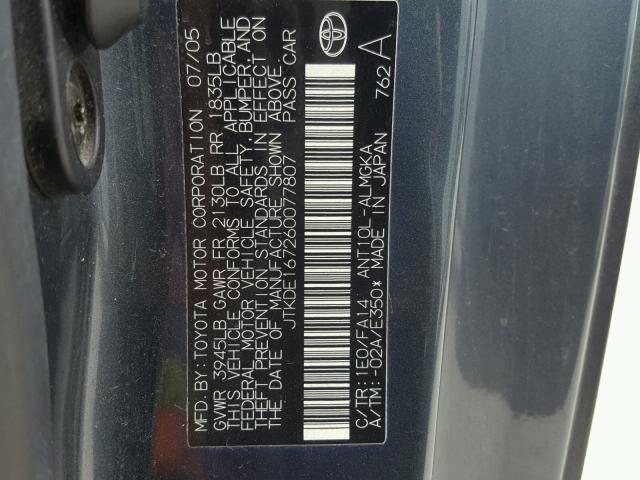 MFD. BY: TOYOTA MOTOR CORPORATION 07/05
GVWR 3945LB GAWR FR 2130LB RR 1835LB
THIS VEHICLE CONFORMS TO ALL APPLICABLE
FEDERAL MOTOR VEHICLE SAFETY, BUMPER, AND
THEFT PREVENTION STANDARDS IN EFFECT ON
THE DATE OF MANUFACTURE SHOWN ABOVE.
JTKDE167260077807 PASS CAR
C/TR: 1E0/FA14 ANT10L-ALMGKA 762 A
A/TM: -02A/E350* MADE IN JAPAN